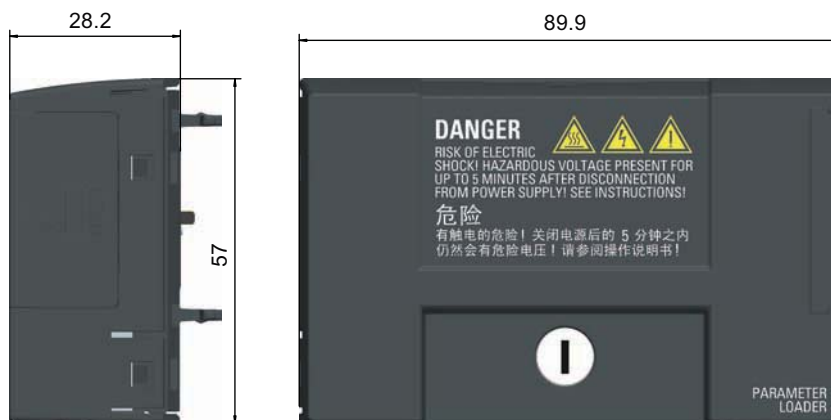 28.2
89.9
57
DANGER
RISK OF ELECTRIC
SHOCK! HAZARDOUS VOLTAGE PRESENT FOR
UP TO 5 MINUTES AFTER DISCONNECTION
FROM POWER SUPPLY! SEE INSTRUCTIONS!
危险
有触电的危险！关闭电源后的 5 分钟之内
仍然会有危险电压！请参阅操作说明书！
PARAMETER
LOADER